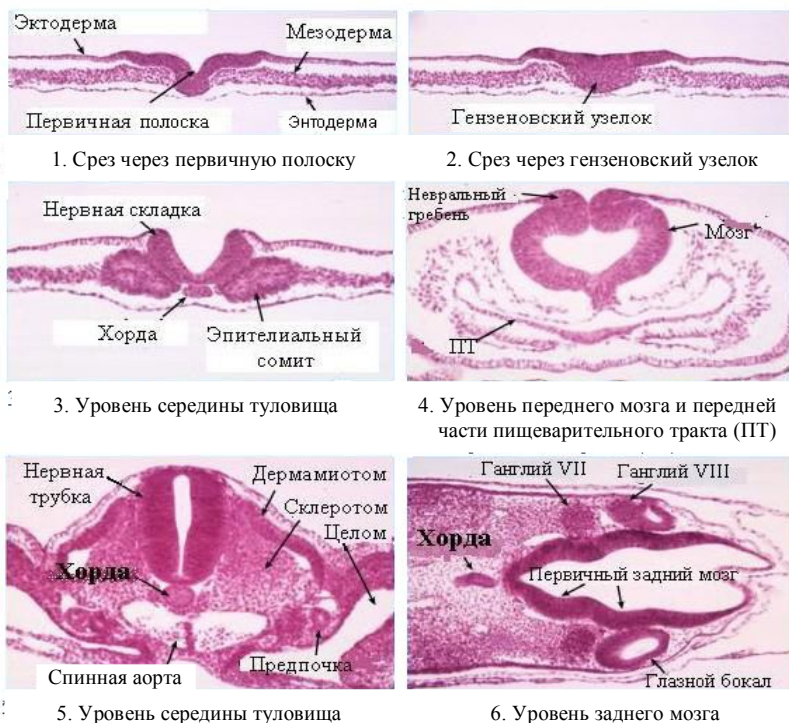 Эктодерма
Мезодерма
Первичная полоска
Энтодерма
1. Срез через первичную полоску
Гензеновский узелок
2. Срез через гензеновский узелок
Нервная складка
Хорда
Эпителиальный
сомит
3. Уровень середины туловища
Невральный
гребень
Мозг
ПТ
4. Уровень переднего мозга и передней
части пищеварительного тракта (ПТ)
Нервная
трубка
Дермамиотом
Склеротом
Целом
Хорда
Предпочка
Спинная аорта
5. Уровень середины туловища
Ганглий VII
Ганглий VIII
Хорда
Первичный задний мозг
Глазной бокал
6. Уровень заднего мозга